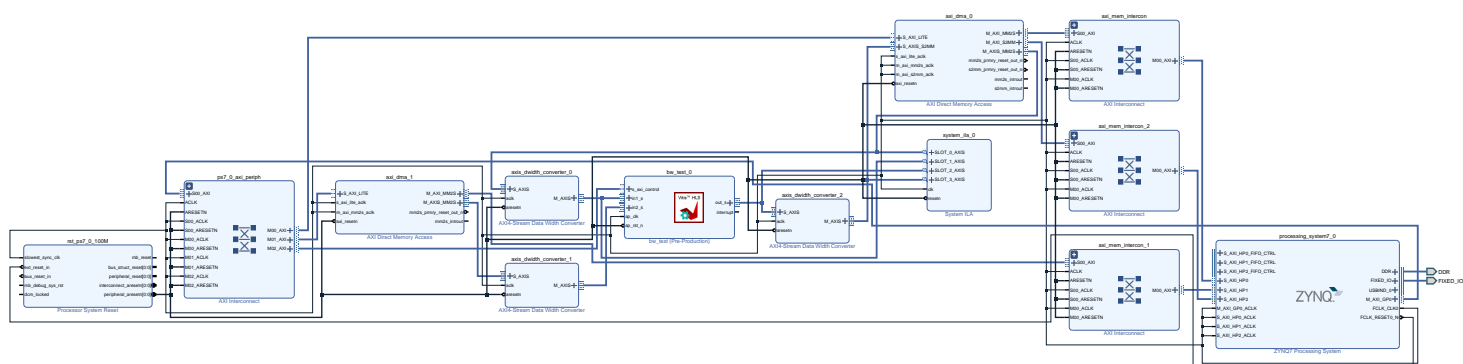 ps7_0_axi_periph
S00_AXI
ACLK
ARESETN
S00_ACLK
S00_ARESETN
M00_ACLK
M00_ARESETN
M01_ACLK
M01_ARESETN
M02_ACLK
M02_ARESETN
M00_AXI
M01_AXI
M02_AXI
AXI Interconnect
rst_ps7_0_100M
slowest_sync_clk
ext_reset_in
aux_reset_in
mb_debug_sys_rst
dcm_locked
mb_reset
bus_struct_reset[0:0]
peripheral_reset[0:0]
interconnect_aresetn[0:0]
peripheral_aresetn[0:0]
Processor System Reset
axi_dma_1
S_AXI_LITE
s_axi_lite_aclk
m_axi_mm2s_aclk
axi_resetn
M_AXI_MM2S
M_AXIS_MM2S
mm2s_prmry_reset_out_n
mm2s_introut
AXI Direct Memory Access
axis_dwidth_converter_0
S_AXIS
aclk
aresetn
M_AXIS
AXI4-Stream Data Width Converter
axis_dwidth_converter_1
S_AXIS
aclk
aresetn
M_AXIS
AXI4-Stream Data Width Converter
bw_test_0
s_axi_control
in1_s
in2_s
ap_clk
ap_rst_n
Vitis™ HLS
out_s
interrupt
bw_test (Pre-Production)
axis_dwidth_converter_2
S_AXIS
aclk
aresetn
M_AXIS
AXI4-Stream Data Width Converter
axi_dma_0
S_AXI_LITE
S_AXIS_S2MM
s_axi_lite_aclk
m_axi_mm2s_aclk
m_axi_s2mm_aclk
axi_resetn
M_AXI_MM2S
M_AXI_S2MM
M_AXIS_MM2S
mm2s_prmry_reset_out_n
s2mm_prmry_reset_out_n
mm2s_introut
s2mm_introut
AXI Direct Memory Access
system_ila_0
SLOT_0_AXIS
SLOT_1_AXIS
SLOT_2_AXIS
SLOT_3_AXIS
clk
resetn
System ILA
axi_mem_intercon
S00_AXI
ACLK
ARESETN
S00_ACLK
S00_ARESETN
M00_ACLK
M00_ARESETN
M00_AXI
AXI Interconnect
axi_mem_intercon_2
S00_AXI
ACLK
ARESETN
S00_ACLK
S00_ARESETN
M00_ACLK
M00_ARESETN
M00_AXI
AXI Interconnect
axi_mem_intercon_1
S00_AXI
ACLK
ARESETN
S00_ACLK
S00_ARESETN
M00_ACLK
M00_ARESETN
M00_AXI
AXI Interconnect
processing_system7_0
S_AXI_HP0_FIFO_CTRL
S_AXI_HP1_FIFO_CTRL
S_AXI_HP2_FIFO_CTRL
S_AXI_HP0
S_AXI_HP1
S_AXI_HP2
M_AXI_GP0_ACLK
S_AXI_HP0_ACLK
S_AXI_HP1_ACLK
S_AXI_HP2_ACLK
ZYNQ
DDR
FIXED_IO
USBIND_0
M_AXI_GP0
FCLK_CLK0
FCLK_RESET0_N
ZYNQ7 Processing System
DDR
FIXED_IO